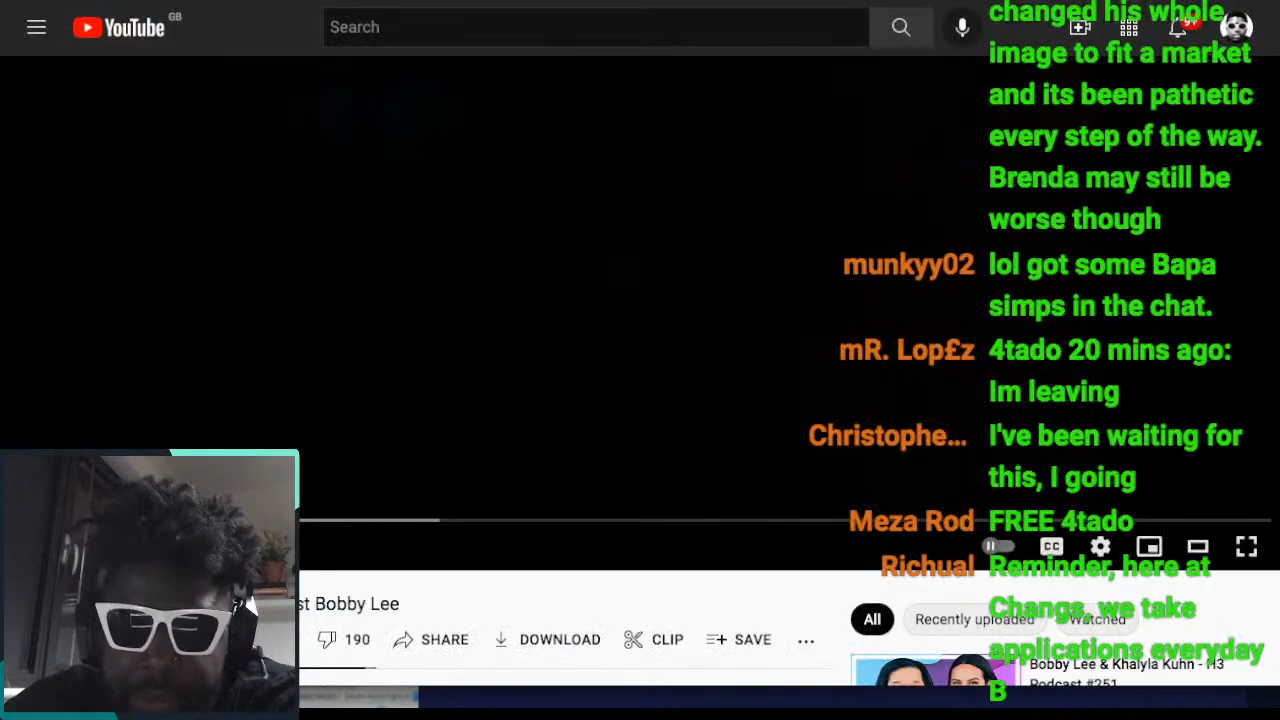 YouTube GB
Search
9+
changed his whole
image to fit a market
and its been pathetic
every step of the way.
Brenda may still be
worse though
munkyy02 lol got some Bapa
simps in the chat.
mR. Lop£z 4tado 20 mins ago:
Im leaving
Christophe... I've been waiting for
this, I going
Meza Rod FREE 4tado
CC
Richual Reminder, here at
Changs, we take
applications everyday
B
st Bobby Lee
190 SHARE DOWNLOAD CLIP SAVE ...
All Recently uploaded Watched
Bobby Lee & Khalyla Kuhn - H3
Podcast #251